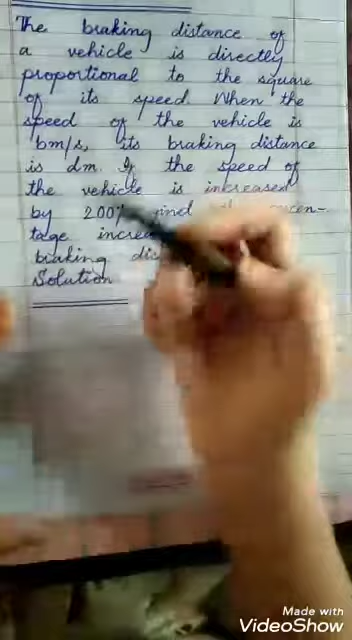 The braking distance of
a vehicle is directly
proportional to the square
of its speed. When the
speed of the vehicle is
bm/s, its braking distance
is dm. If the speed of
the vehicle is increased
by 200%
tage
braking
Solution
Made with
VideoShow